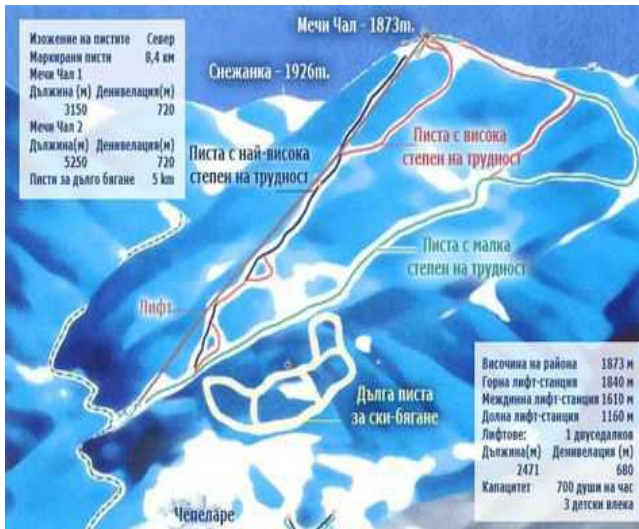 Мечи Чал - 1873m.
Изожение на пистите Север
Маркирани писти 8,4 км
Мечи Чал 1
Дължина (м) Денивелация(м)
3150 720
Мечи Чал 2
Дължина(м) Денивелация(м)
5250 720
Писти за дълго бягане 5 km
Снежанка - 1926m.
Писта с най-висока
степен на трудност
Писта с висока
степен на трудност
Писта с малка
степен на трудност
Лифт
Дълга писта
за ски-бягане
Височина на района 1873 м
Горна лифт-станция 1840 м
Междинна лифт-станция 1610 м
Долна лифт-станция 1160 м
Лифтове: 1 двуседалков
Дължина(м) Денивелация (м)
2471 680
Капацитет 700 души на час
3 детски влека
Чепеларе